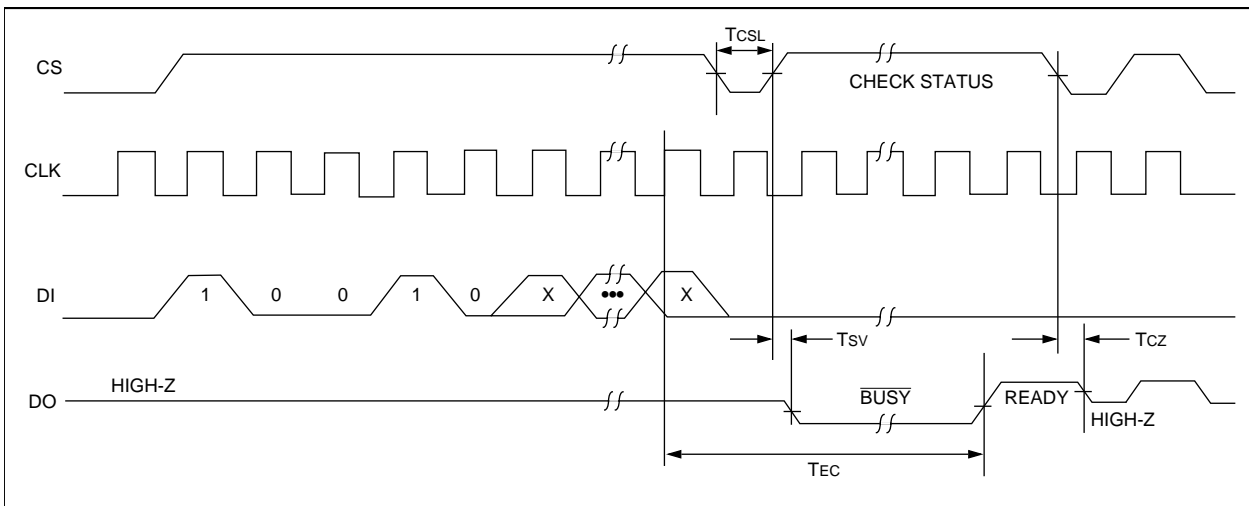 TCSL
CS
CHECK STATUS
CLK
DI 1 0 0 1 0 X ••• X
TSV
TCZ
HIGH-Z
DO
BUSY
READY
HIGH-Z
TEC